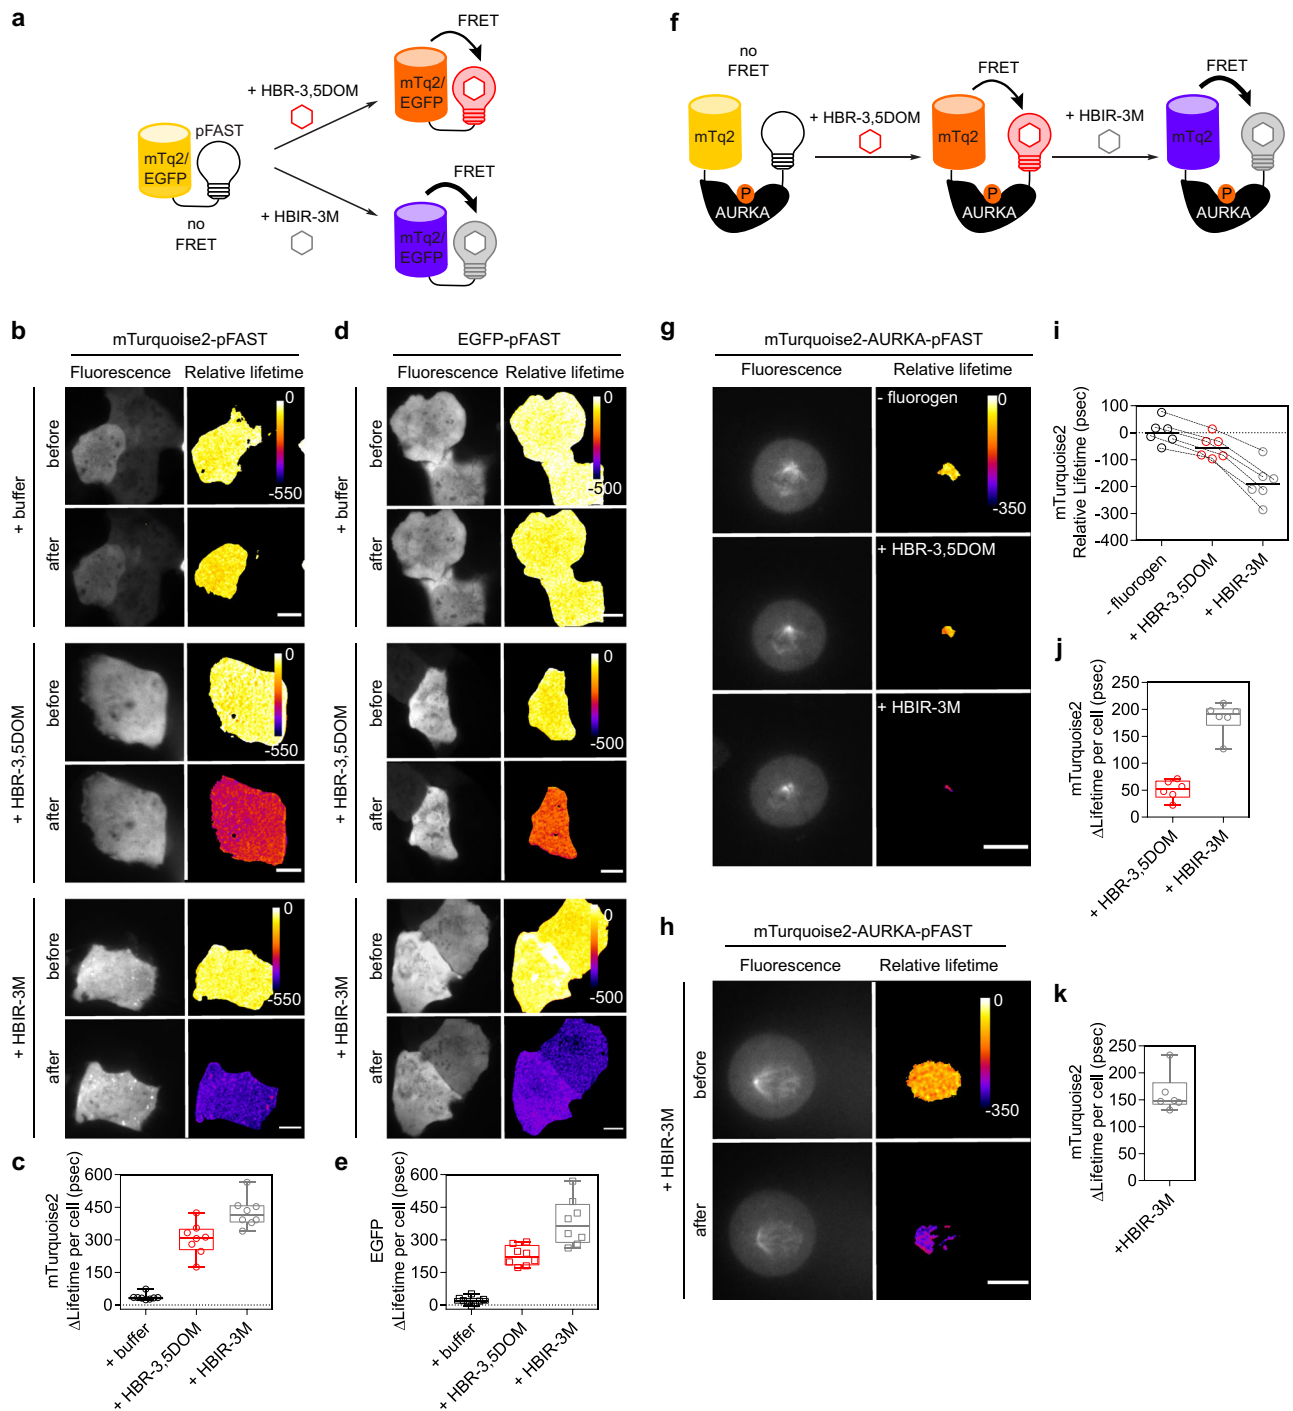 a
FRET
+ HBR-3,5DOM
mTq2/
EGFP
pFAST
mTq2/
EGFP
no
FRET
+ HBIR-3M
FRET
mTq2/
EGFP
f
no
FRET
mTq2
P
AURKA
+ HBR-3,5DOM
FRET
mTq2
P
AURKA
+ HBIR-3M
FRET
mTq2
P
AURKA
b
mTurquoise2-pFAST
Fluorescence Relative lifetime
+ buffer
before
0
-550
after
+ HBR-3,5DOM
before
0
-550
after
+ HBIR-3M
before
0
-550
after
d
EGFP-pFAST
Fluorescence Relative lifetime
+ buffer
before
0
-500
after
+ HBR-3,5DOM
before
0
-500
after
+ HBIR-3M
before
0
-500
after
c
mTurquoise2
ΔLifetime per cell (psec)
600
450
300
150
0
+ buffer
+ HBR-3,5DOM
+ HBIR-3M
e
EGFP
ΔLifetime per cell (psec)
600
450
300
150
0
+ buffer
+ HBR-3,5DOM
+ HBIR-3M
g
mTurquoise2-AURKA-pFAST
Fluorescence Relative lifetime
- fluorogen
0
-350
+ HBR-3,5DOM
+ HBIR-3M
h
mTurquoise2-AURKA-pFAST
Fluorescence Relative lifetime
+ HBIR-3M
before
0
-350
after
i
mTurquoise2
Relative Lifetime (psec)
100
0
-100
-200
-300
-400
- fluorogen
+ HBR-3,5DOM
+ HBIR-3M
j
mTurquoise2
ΔLifetime per cell (psec)
250
200
150
100
50
0
+ HBR-3,5DOM
+ HBIR-3M
k
mTurquoise2
ΔLifetime per cell (psec)
250
200
150
100
50
0
+HBIR-3M